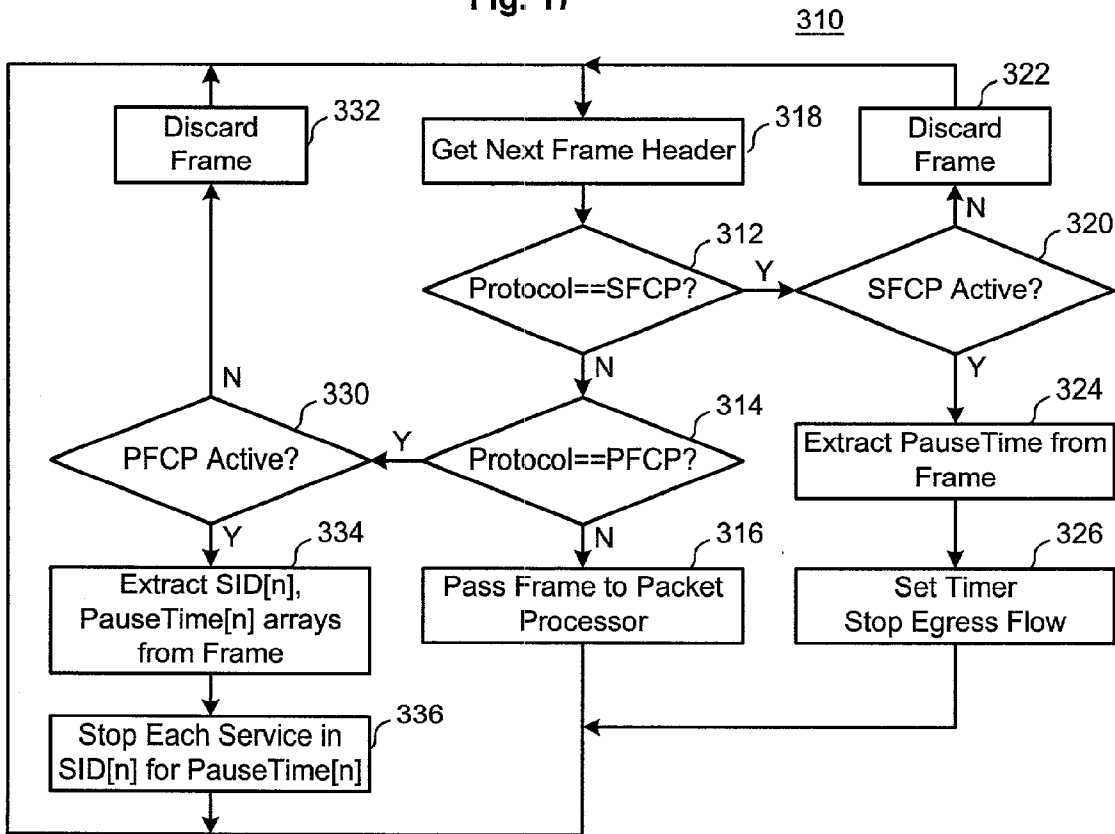 310
322
Discard
Frame
332
Get Next Frame Header
318
Discard
Frame
N
312
320
Protocol==SFCP?
Y
SFCP Active?
N
Y
N
330
314
324
PFCP Active?
Y
Protocol==PFCP?
Extract PauseTime from
Frame
Y
334
N
316
326
Extract SID[n],
PauseTime[n] arrays
from Frame
Pass Frame to Packet
Processor
Set Timer
Stop Egress Flow
336
Stop Each Service in
SID[n] for PauseTime[n]